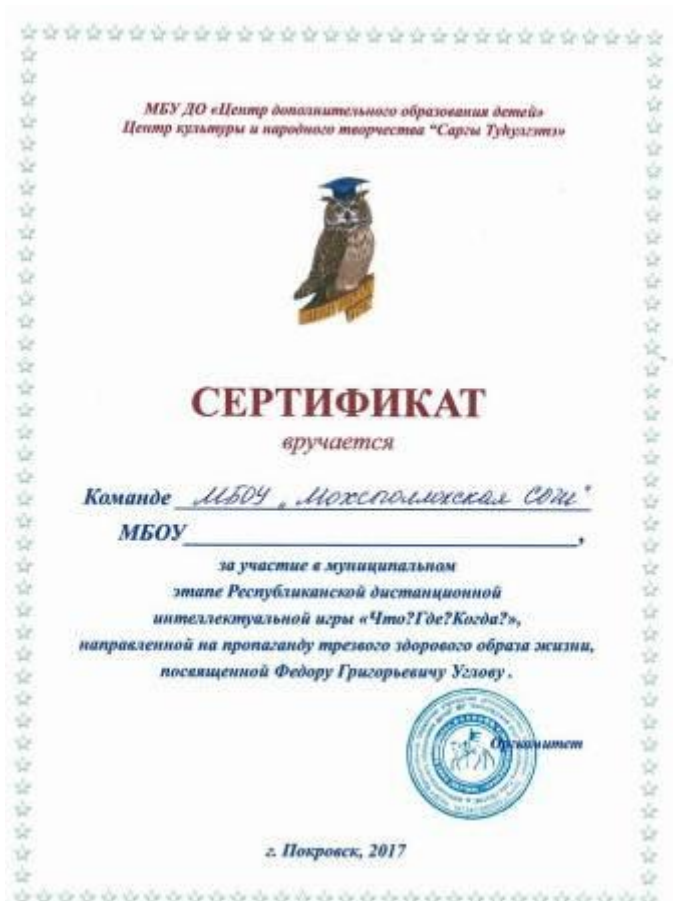 МБУ ДО «Центр дополнительного образования детей»
Центр культуры и народного творчества "Саргы Туһулгэтэ»
СЕРТИФИКАТ
вручается
Команде МБОУ „Мохсоголлохская СОШ"
МБОУ ,
за участие в муниципальном
этапе Республиканской дистанционной
интеллектуальной игры «Что?Где?Когда?»,
направленной на пропаганду трезвого здорового образа жизни,
посвященной Федору Григорьевичу Углову .
Оргкомитет
г. Покровск, 2017